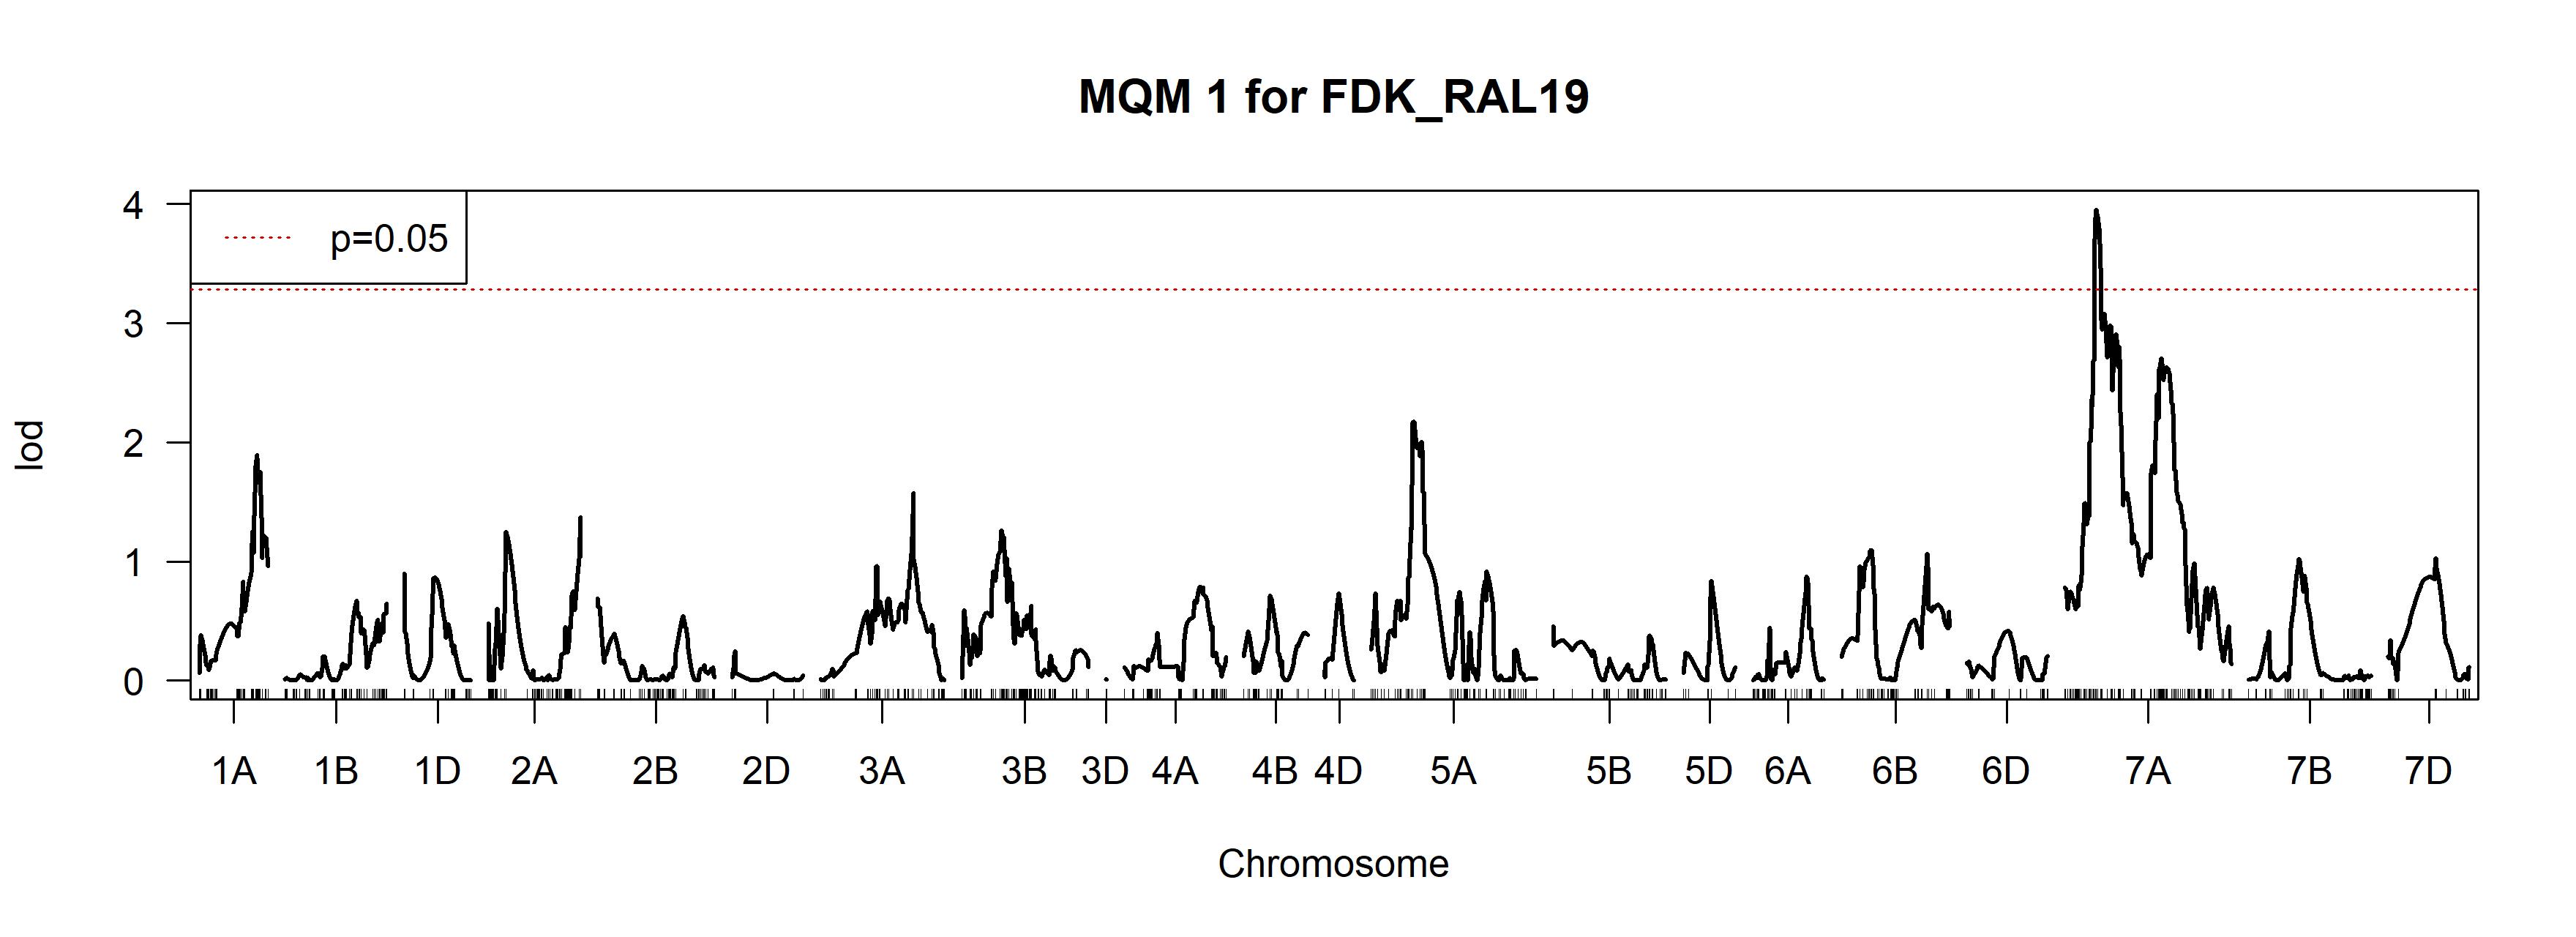 MQM 1 for FDK_RAL19
4
p=0.05
3
2
1
0
lod
1A 1B 1D 2A 2B 2D 3A 3B 3D 4A 4B 4D 5A 5B 5D 6A 6B 6D 7A 7B 7D
Chromosome